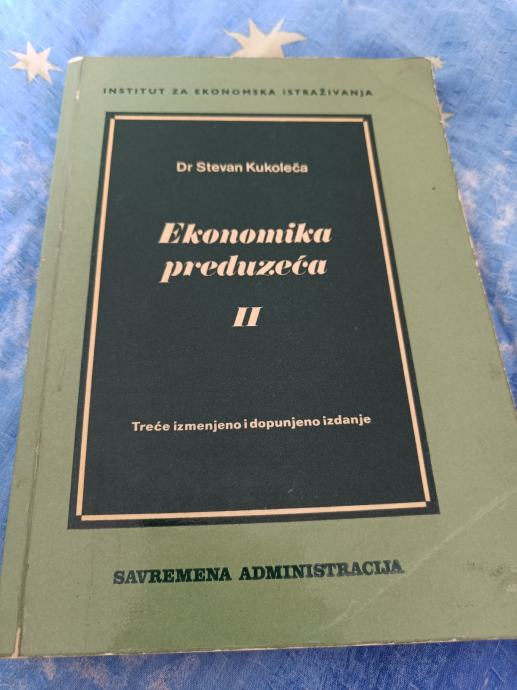 INSTITUT ZA EKONOMSKA ISTRAŽIVANJA
Dr Stevan Kukoleča
Ekonomika
preduzeća
II
Treće izmenjeno i dopunjeno izdanje
SAVREMENA ADMINISTRACIJA